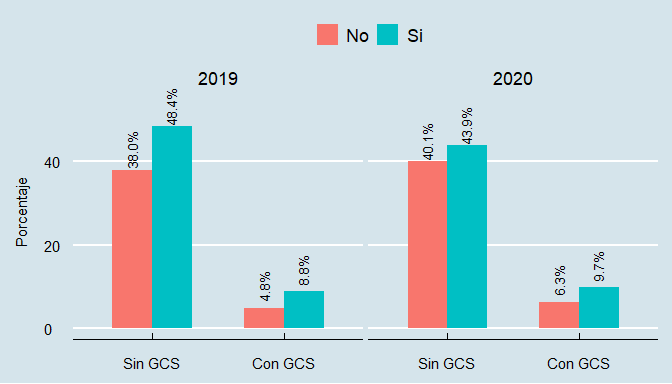 No Si
2019 2020
Porcentaje
40
20
0
38.0% 48.4% 4.8% 8.8%
40.1% 43.9% 6.3% 9.7%
Sin GCS Con GCS Sin GCS Con GCS